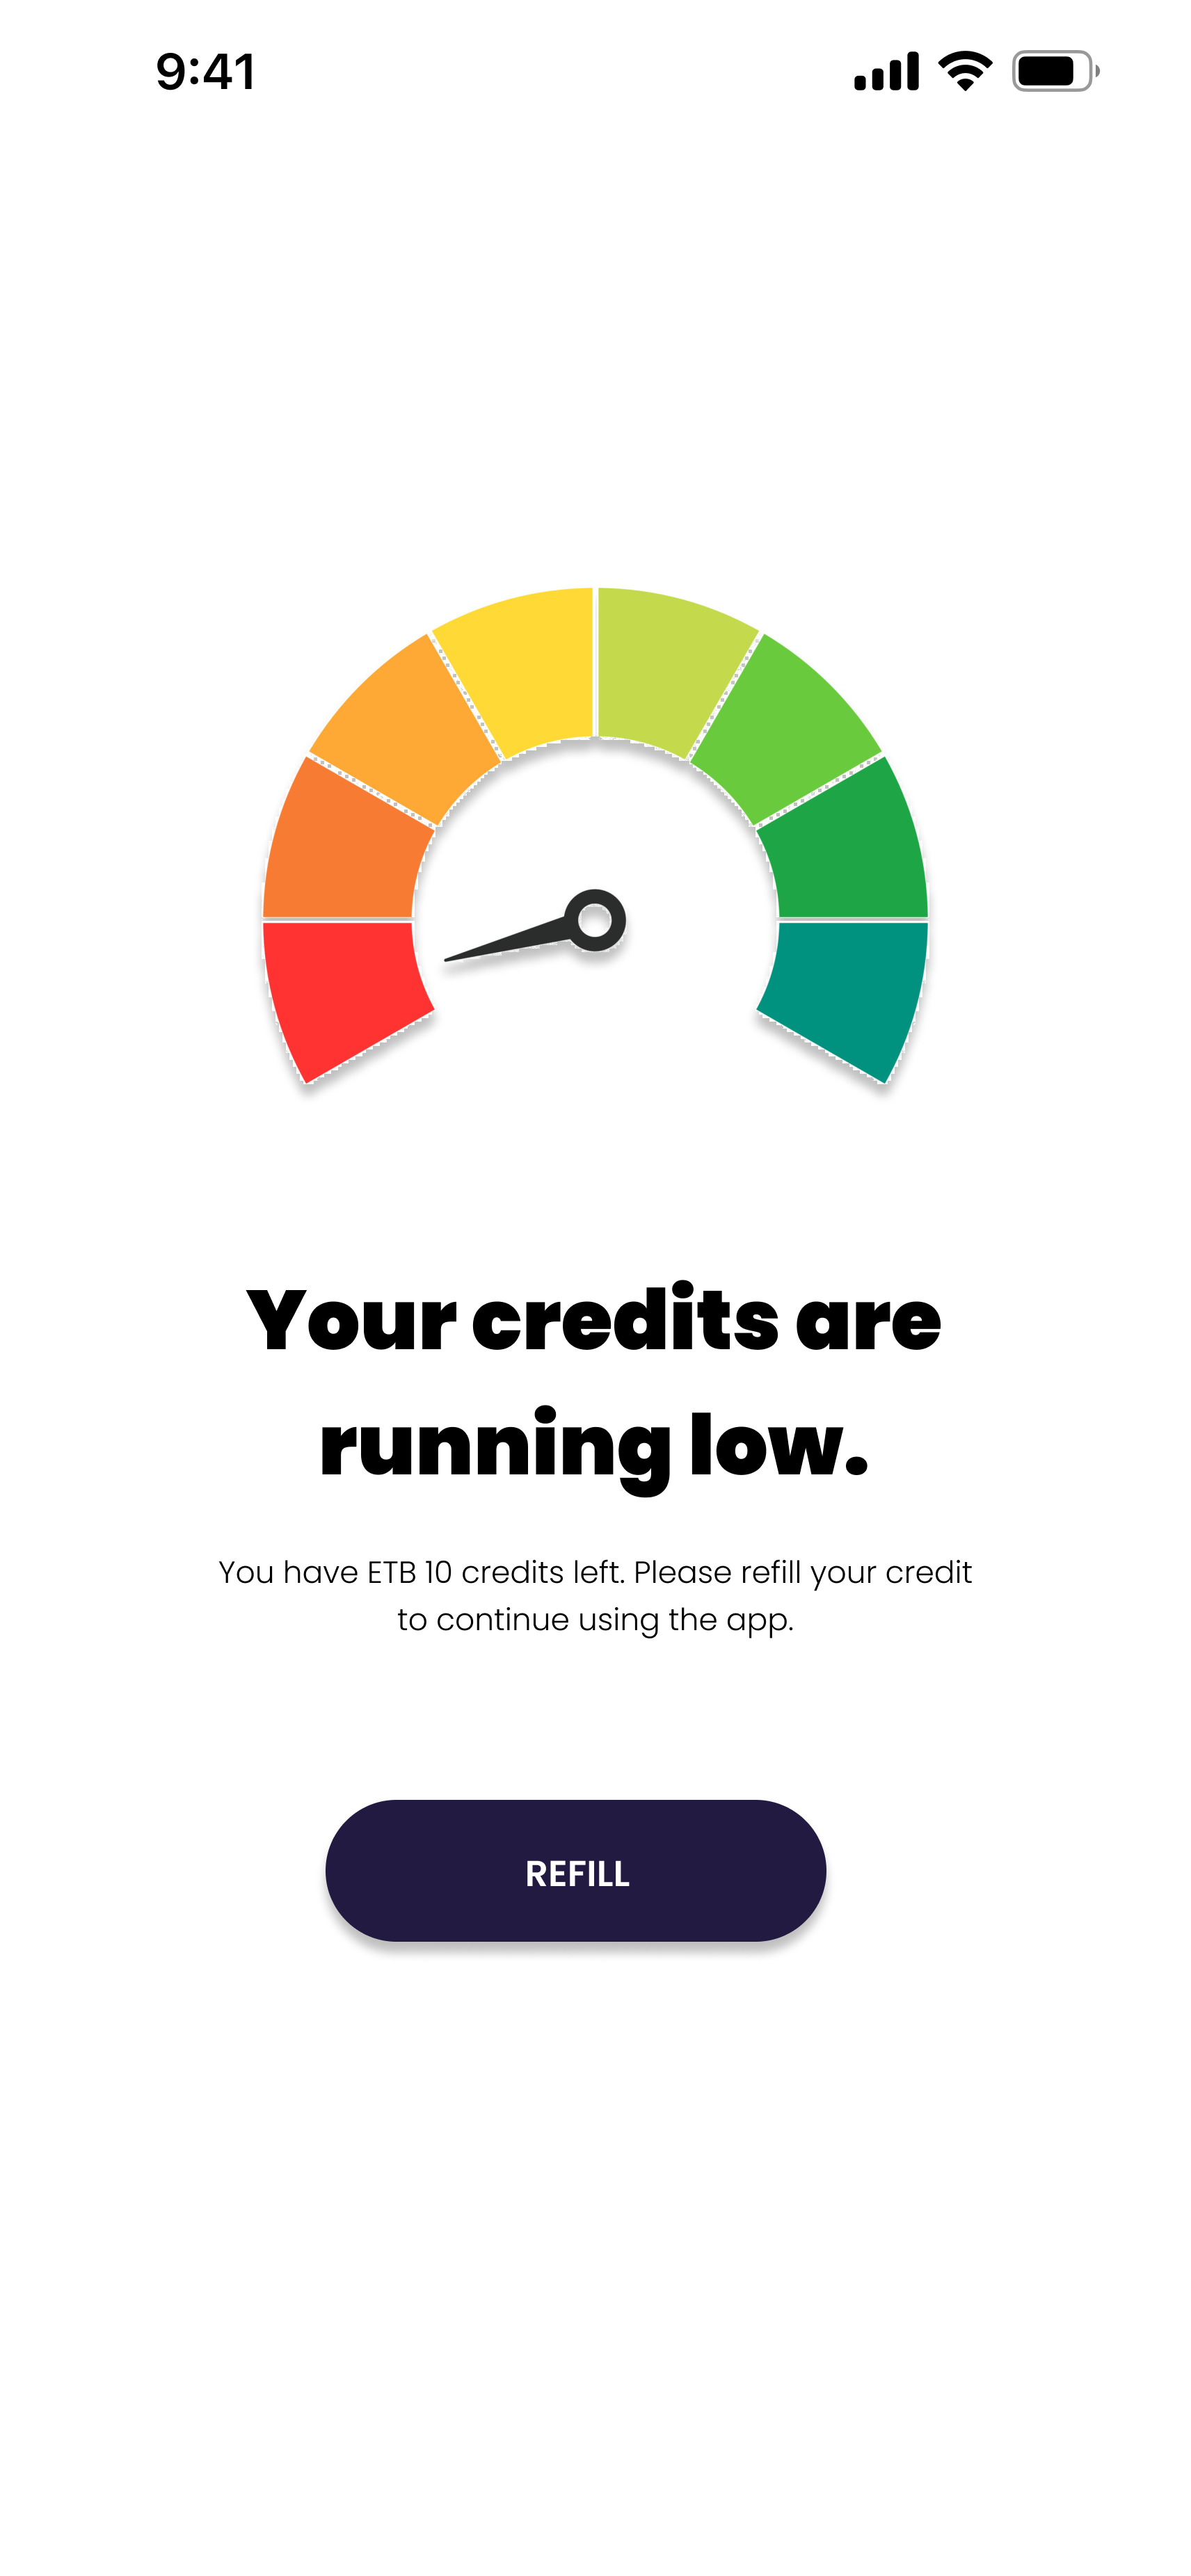 9:41
Your credits are
running low.
You have ETB 10 credits left. Please refill your credit
to continue using the app.
REFILL